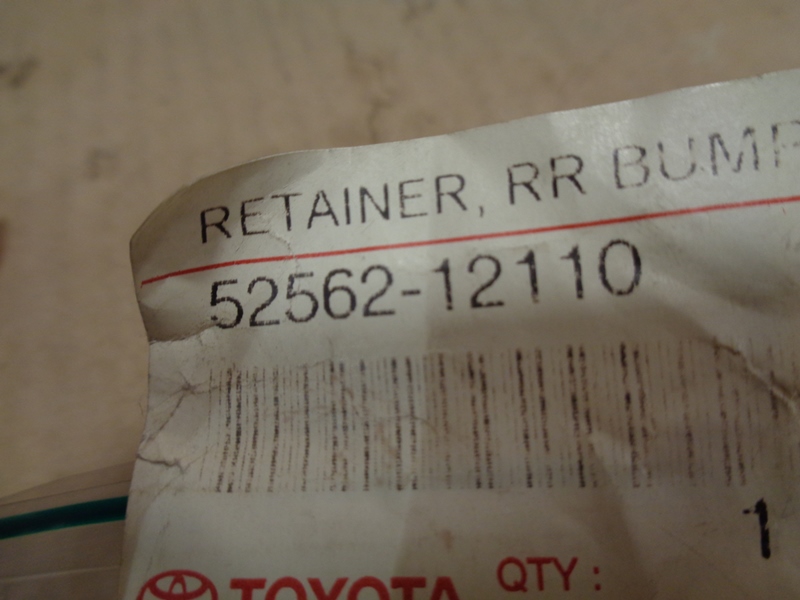 RETAINER, RR BUMP
52562-12110
1
TOYOTA QTY :